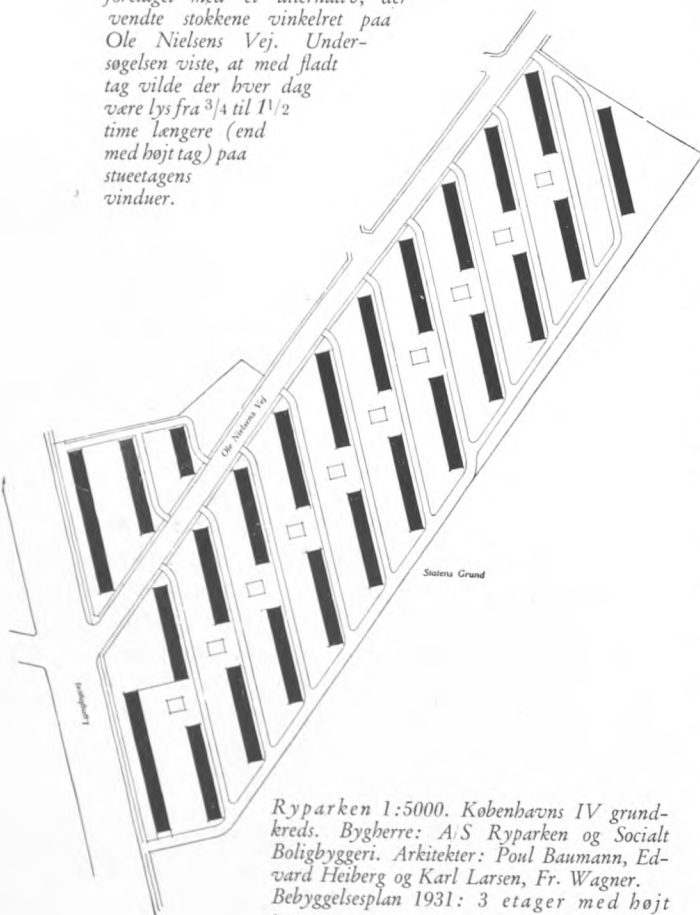 foretaget med et alternativ, der
vendte stokkene vinkelret paa
Ole Nielsens Vej. Under-
søgelsen viste, at med fladt
tag vilde der hver dag
være lys fra 3/4 til 1 1/2
time længere (end
med højt tag) paa
stueetagens
vinduer.
Ole Nielsens Vej
Statens Grund
Lyngbyvej
Ryparken 1:5000. Københavns IV grund-
kreds. Bygherre: A/S Ryparken og Socialt
Boligbyggeri. Arkitekter: Poul Baumann, Ed-
vard Heiberg og Karl Larsen, Fr. Wagner.
Bebyggelsesplan 1931: 3 etager med højt